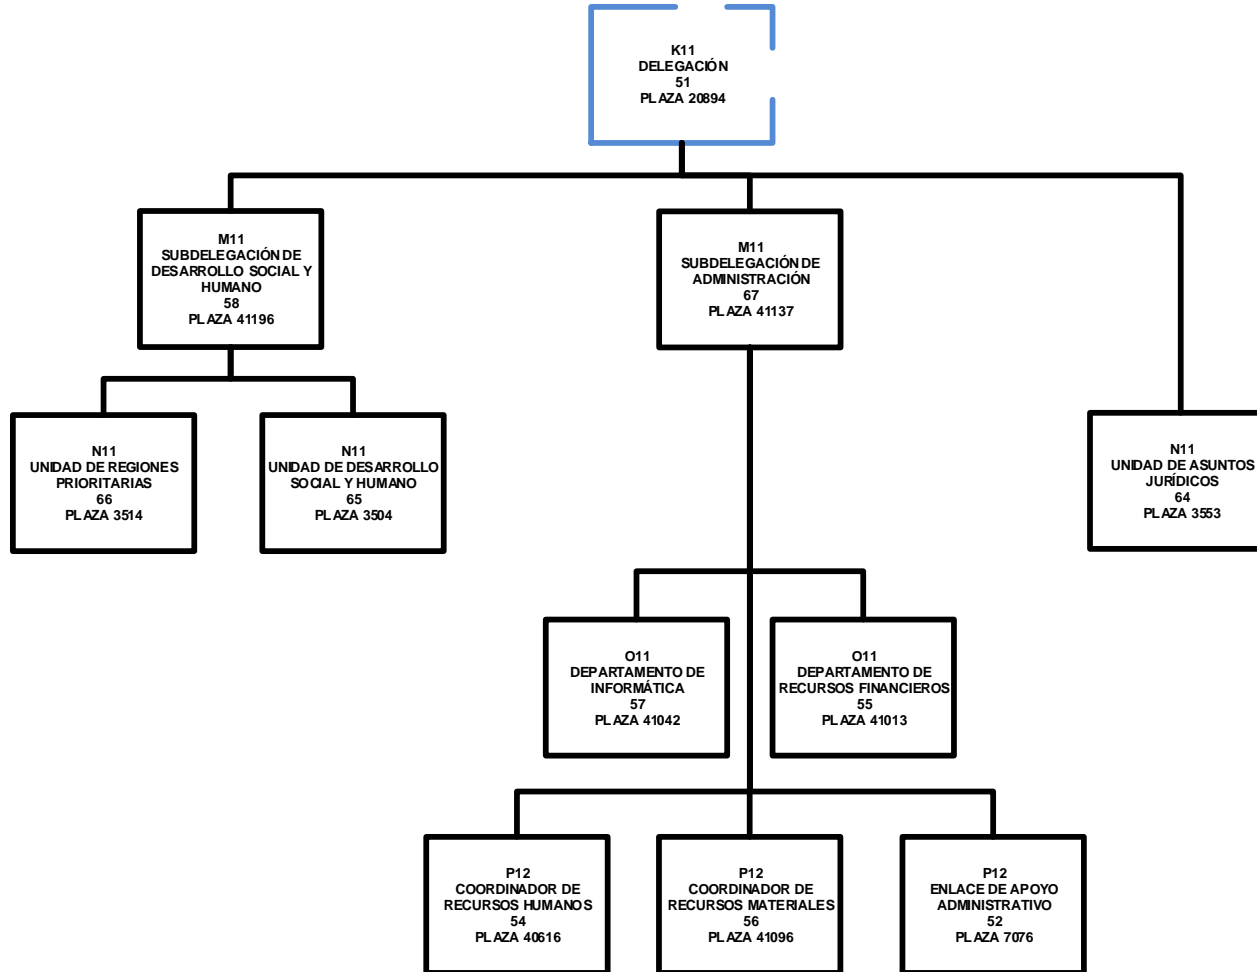 K11
DELEGACIÓN
51
PLAZA 20894
M11
SUBDELEGACIÓN DE
DESARROLLO SOCIAL Y
HUMANO
58
PLAZA 41196
M11
SUBDELEGACIÓN DE
ADMINISTRACIÓN
67
PLAZA 41137
N11
UNIDAD DE REGIONES
PRIORITARIAS
66
PLAZA 3514
N11
UNIDAD DE DESARROLLO
SOCIAL Y HUMANO
65
PLAZA 3504
N11
UNIDAD DE ASUNTOS
JURÍDICOS
64
PLAZA 3553
O11
DEPARTAMENTO DE
INFORMÁTICA
57
PLAZA 41042
O11
DEPARTAMENTO DE
RECURSOS FINANCIEROS
55
PLAZA 41013
P12
COORDINADOR DE
RECURSOS HUMANOS
54
PLAZA 40616
P12
COORDINADOR DE
RECURSOS MATERIALES
56
PLAZA 41096
P12
ENLACE DE APOYO
ADMINISTRATIVO
52
PLAZA 7076